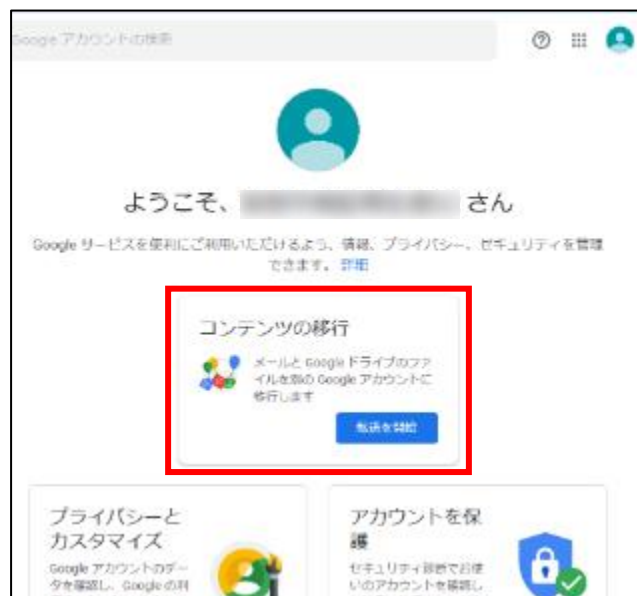 Google アカウントの検索
ようこそ、 さん
Google サービスを便利にご利用いただけるよう、情報、プライバシー、セキュリティを管理
できます。詳細
コンテンツの移行
メールと Google ドライブのファ
イルを別の Google アカウントに
移行します
転送を開始
プライバシーと
カスタマイズ
Google アカウントのデー
タを確認し、Google の利
アカウントを保
護
セキュリティ診断でお使
いのアカウントを確認し